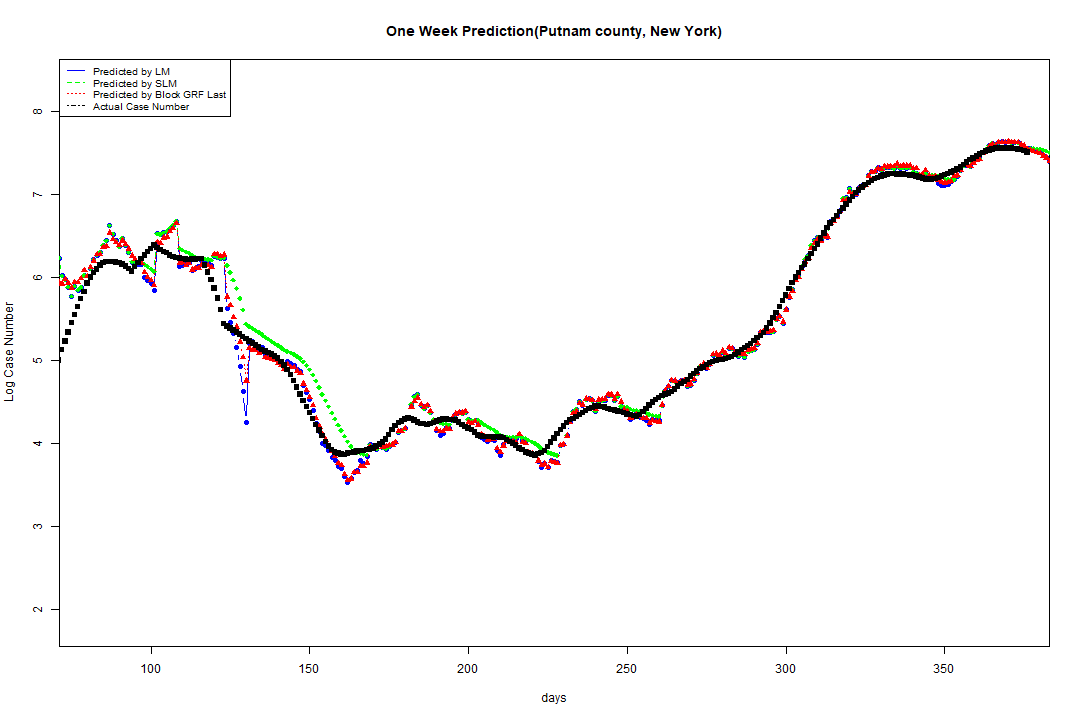 One Week Prediction(Putnam county, New York)
Predicted by LM
Predicted by SLM
Predicted by Block GRF Last
Actual Case Number
Log Case Number
8
7
6
5
4
3
2
100 150 200 250 300 350
days